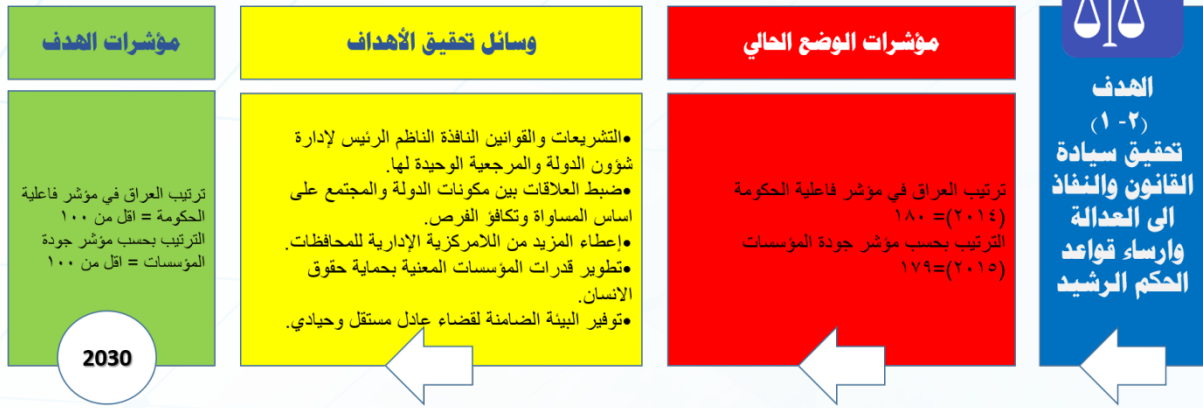 الهدف
(٢- ١)
تحقيق سيادة
القانون والنفاذ
الى العدالة
وارساء قواعد
الحكم الرشيد
مؤشرات الوضع الحالي
ترتيب العراق في مؤشر فاعلية الحكومة
(٢٠١٤)= ١٨٠
الترتيب بحسب مؤشر جودة المؤسسات
(٢٠١٥)=١٧٩
وسائل تحقيق الأهداف
•التشريعات والقوانين النافذة الناظم الرئيس لإدارة
شؤون الدولة والمرجعية الوحيدة لها.
•ضبط العلاقات بين مكونات الدولة والمجتمع على
اساس المساواة وتكافؤ الفرص.
•إعطاء المزيد من اللامركزية الإدارية للمحافظات.
•تطوير قدرات المؤسسات المعنية بحماية حقوق
الانسان.
•توفير البيئة الضامنة لقضاء عادل مستقل وحيادي.
مؤشرات الهدف
ترتيب العراق في مؤشر فاعلية
الحكومة = اقل من ١٠٠
الترتيب بحسب مؤشر جودة
المؤسسات = اقل من ١٠٠
2030